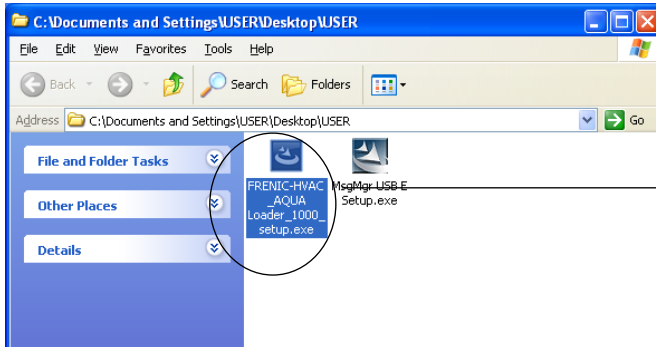 C:\Documents and Settings\USER\Desktop\USER
File Edit View Favorites Tools Help
Back Search Folders
Address C:\Documents and Settings\USER\Desktop\USER Go
File and Folder Tasks
Other Places
Details
FRENIC-HVAC
_AQUA
Loader_1000_
setup.exe
MsgMgr USB E
Setup.exe